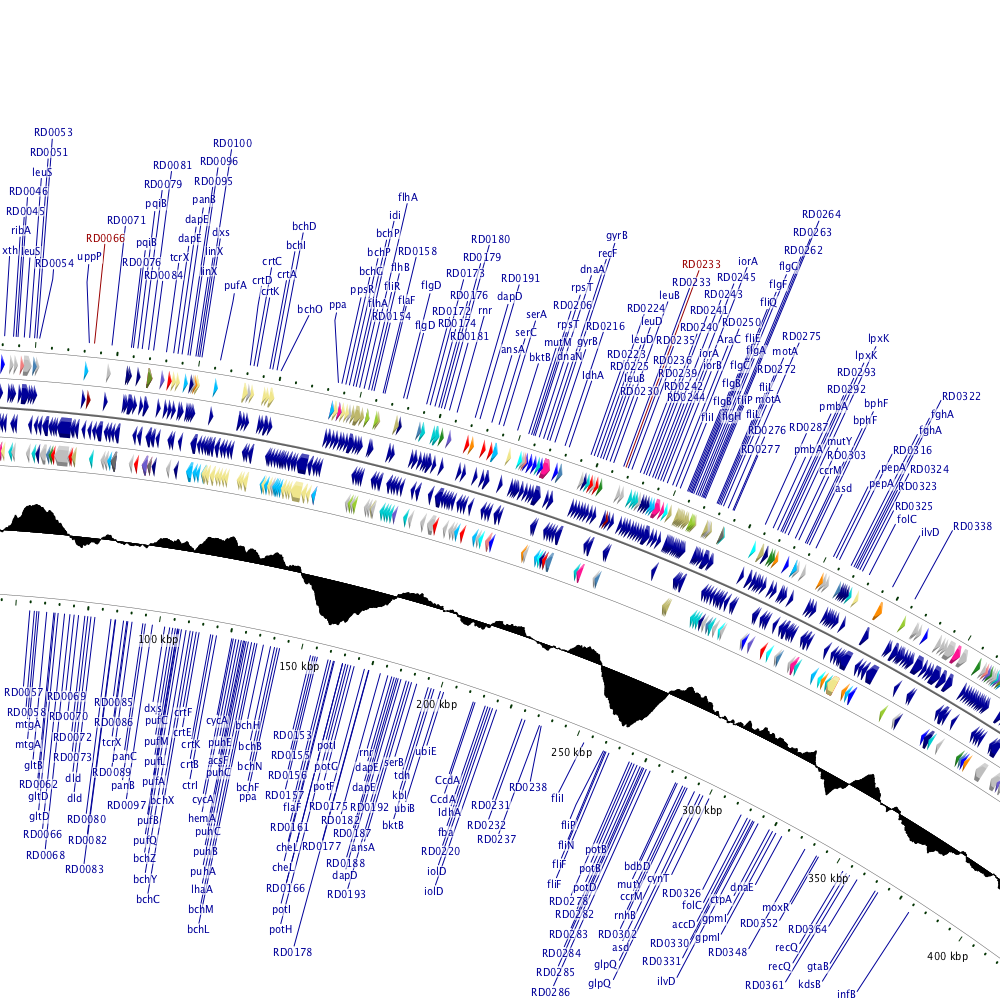 RD0053
RD0051
leuS
RD0046
RD0045
ribA
xth
leuS
RD0054
uppP
RD0066
RD0071
RD0081
RD0079
pqiB
pqiB
RD0076
RD0084
RD0100
RD0096
RD0095
panB
dapE
dapE
tcrX
dxs
linX
linX
pufA
crtC
crtD
crtK
crtA
bchD
bchI
bchO
ppa
flhA
idi
bchP
bchP
bchG
ppsR
RD0158
flhB
fliR
flhA
flaF
RD0154
flgD
flgD
RD0180
RD0179
RD0173
RD0176
RD0172
RD0174
RD0181
rnr
RD0191
dapD
serA
serC
ansA
bktB
gyrB
recF
dnaA
rpsT
RD0206
rpsT
RD0216
mutM
gyrB
dnaN
ldhA
RD0233
RD0233
leuB
RD0224
leuD
leuD
RD0235
RD0223
RD0225
leuB
RD0230
iorA
RD0245
RD0243
RD0241
RD0240
RD0250
AraC
iorA
iorB
RD0236
RD0239
RD0242
RD0244
RD0264
RD0263
RD0262
flgG
flgF
fliQ
fliE
flgA
flgC
flgB
flgB
fliP
fliI
flgH
RD0275
motA
RD0272
fliL
motA
fliL
RD0276
RD0277
lpxK
lpxK
RD0293
RD0292
pmbA
RD0287
pmbA
bphF
bphF
mutY
RD0303
ccrM
asd
RD0322
fghA
fghA
RD0316
pepA
RD0324
pepA
RD0323
RD0325
folC
ilvD
RD0338
100 kbp
150 kbp
200 kbp
250 kbp
300 kbp
350 kbp
400 kbp
RD0057
RD0058
mtgA
mtgA
gltB
RD0062
gltD
gltD
RD0066
RD0068
RD0069
RD0070
RD0072
RD0073
dld
dld
RD0080
RD0082
RD0083
RD0085
RD0086
tcrX
panC
RD0089
panB
RD0097
dxs
pufC
pufM
pufL
pufA
bchX
pufB
pufQ
bchZ
bchY
bchC
crtF
crtE
crtK
crtB
crtI
cycA
hemA
puhC
puhB
puhA
lhaA
bchM
bchL
cycA
puhE
acsF
puhC
bchH
bchB
bchN
bchF
ppa
RD0153
RD0155
RD0156
RD0157
flaF
RD0161
cheL
cheL
RD0166
potI
potH
RD0178
potI
potG
potF
RD0175
RD0182
RD0177
rnr
dapE
dapE
RD0192
RD0187
ansA
RD0188
dapD
RD0193
serB
tdh
kbl
ubiB
bktB
ubiE
CcdA
CcdA
ldhA
fba
RD0220
iolD
iolD
RD0231
RD0232
RD0237
RD0238
fliI
fliP
fliN
fliF
fliF
RD0278
RD0282
RD0283
RD0284
RD0285
RD0286
potB
potB
potD
bdbD
mutY
ccrM
rnhB
RD0302
asd
glpQ
glpQ
cynT
RD0326
folC
accD
RD0330
RD0331
ilvD
dnaE
ctpA
gpmI
gpmI
RD0348
moxR
RD0352
RD0364
recQ
recQ
RD0361
gtaB
kdsB
infB